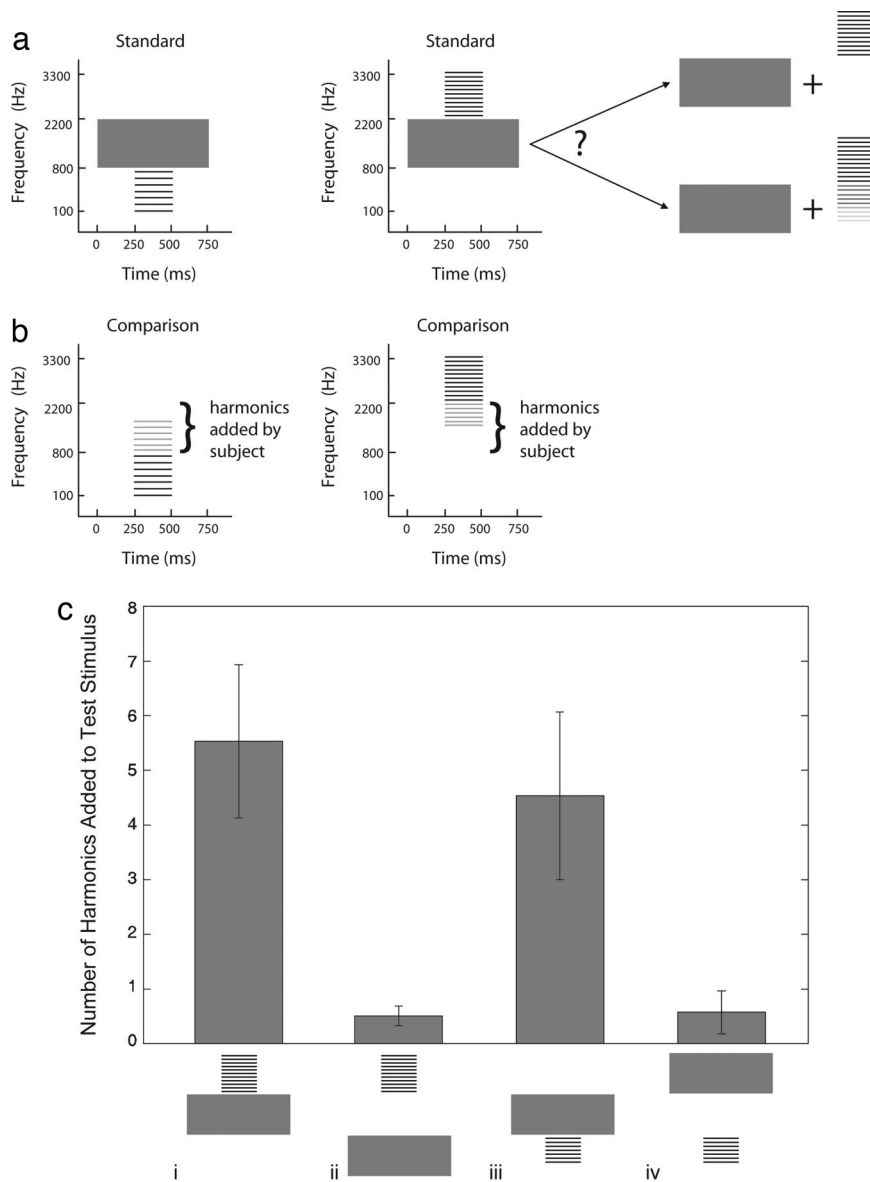 a
Standard
Frequency (Hz)
3300
2200
800
100
0 250 500 750
Time (ms)
Standard
Frequency (Hz)
3300
2200
800
100
0 250 500 750
Time (ms)
?
+
+
b
Comparison
Frequency (Hz)
3300
2200
800
100
harmonics
added by
subject
0 250 500 750
Time (ms)
Comparison
Frequency (Hz)
3300
2200
800
100
harmonics
added by
subject
0 250 500 750
Time (ms)
c
Number of Harmonics Added to Test Stimulus
8
7
6
5
4
3
2
1
0
i ii iii iv